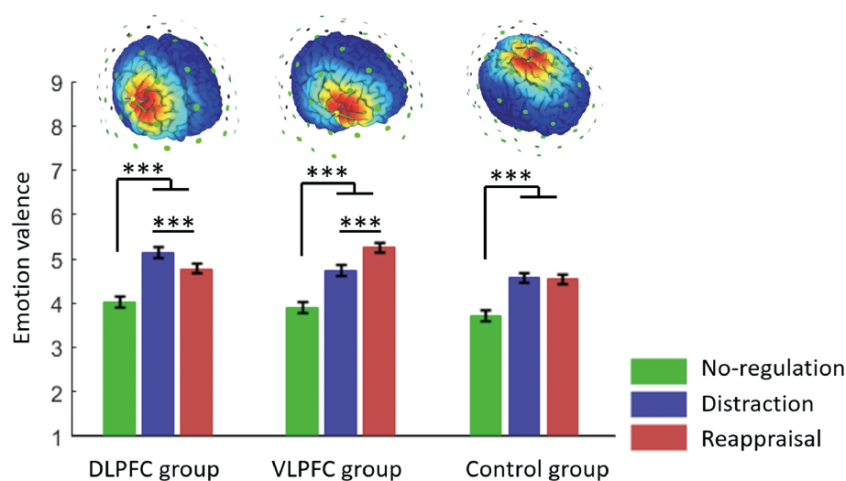 9
8
7
6
5
4
3
2
1
Emotion valence
***
***
***
***
***
DLPFC group
VLPFC group
Control group
No-regulation
Distraction
Reappraisal